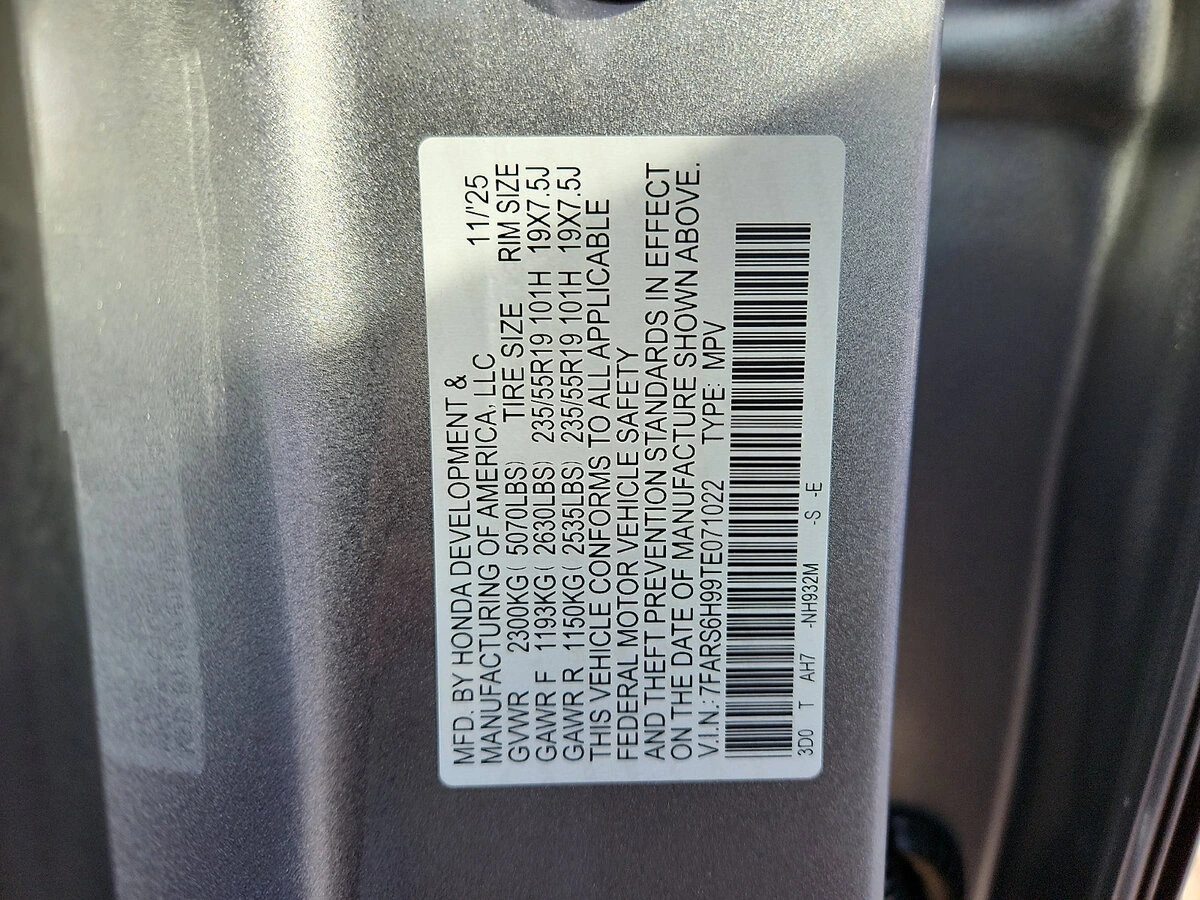 MFD. BY HONDA DEVELOPMENT &
MANUFACTURING OF AMERICA, LLC 11/'25
GVWR 2300KG( 5070LBS) TIRE SIZE RIM SIZE
GAWR F 1193KG( 2630LBS) 235/55R19 101H 19X7.5J
GAWR R 1150KG( 2535LBS) 235/55R19 101H 19X7.5J
THIS VEHICLE CONFORMS TO ALL APPLICABLE
FEDERAL MOTOR VEHICLE SAFETY
AND THEFT PREVENTION STANDARDS IN EFFECT
ON THE DATE OF MANUFACTURE SHOWN ABOVE.
V.I.N.: 7FARS6H99TE071022 TYPE: MPV
3D0 T AH7 -NH932M -S -E